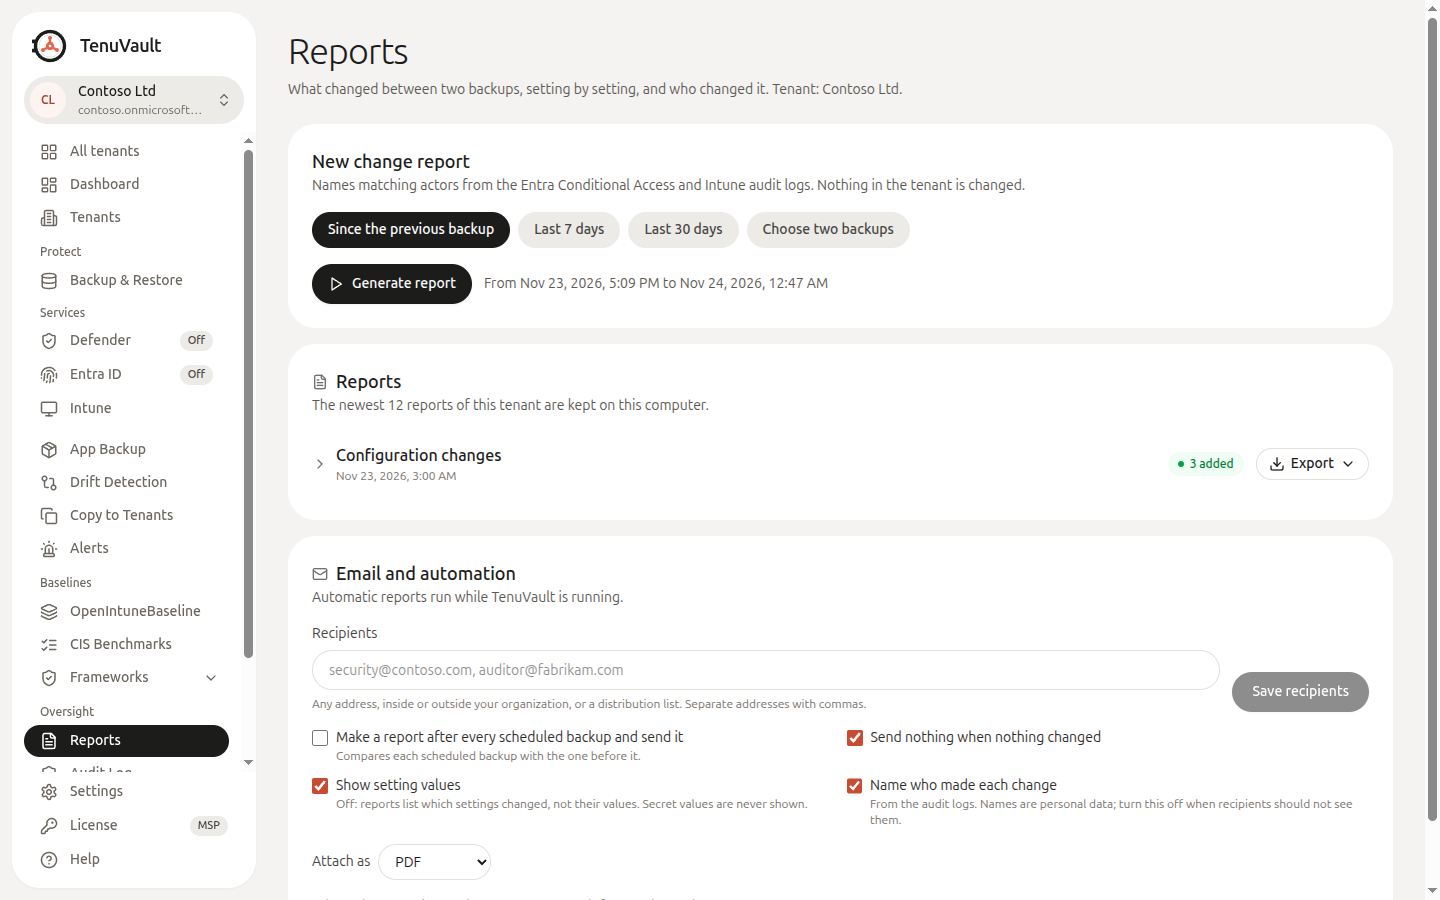 TenuVault
CL
Contoso Ltd
contoso.onmicrosoft...
All tenants
Dashboard
Tenants
Protect
Backup & Restore
Services
Defender Off
Entra ID Off
Intune
App Backup
Drift Detection
Copy to Tenants
Alerts
Baselines
OpenIntuneBaseline
CIS Benchmarks
Frameworks
Oversight
Reports
Audit Log
Settings
License MSP
Help
Reports
What changed between two backups, setting by setting, and who changed it. Tenant: Contoso Ltd.
New change report
Names matching actors from the Entra Conditional Access and Intune audit logs. Nothing in the tenant is changed.
Since the previous backup Last 7 days Last 30 days Choose two backups
Generate report From Nov 23, 2026, 5:09 PM to Nov 24, 2026, 12:47 AM
Reports
The newest 12 reports of this tenant are kept on this computer.
Configuration changes
Nov 23, 2026, 3:00 AM
3 added Export
Email and automation
Automatic reports run while TenuVault is running.
Recipients
security@contoso.com, auditor@fabrikam.com
Save recipients
Any address, inside or outside your organization, or a distribution list. Separate addresses with commas.
Make a report after every scheduled backup and send it
Compares each scheduled backup with the one before it.
Send nothing when nothing changed
Show setting values
Off: reports list which settings changed, not their values. Secret values are never shown.
Name who made each change
From the audit logs. Names are personal data; turn this off when recipients should not see
them.
Attach as PDF